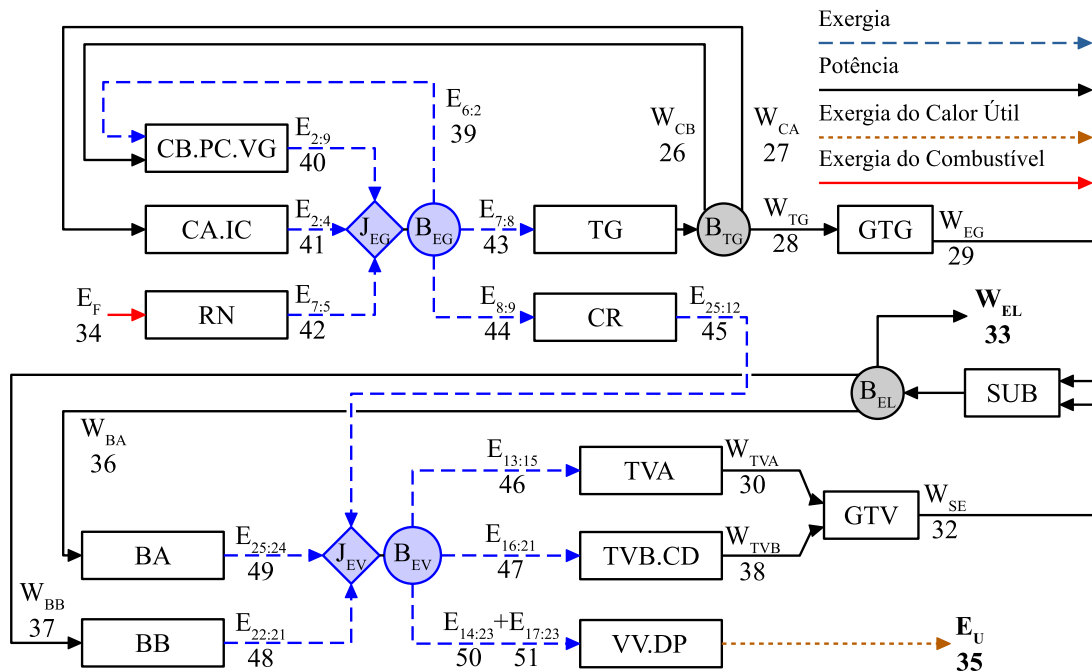 Exergia
Potência
Exergia do Calor Útil
Exergia do Combustível
E6:2
39
WCB
26
WCA
27
CB.PC.VG
E2:9
40
CA.IC
E2:4
41
JEG
BEG
E7:8
43
TG
BTG
WTG
28
GTG
WEG
29
EF
34
RN
E7:5
42
E8:9
44
CR
E25:12
45
WEL
33
BEL
SUB
WBA
36
E13:15
46
TVA
WTVA
30
GTV
WSE
32
BA
E25:24
49
JEV
BEV
E16:21
47
TVB.CD
WTVB
38
WBB
37
BB
E22:21
48
E14:23+E17:23
50 51
VV.DP
EU
35